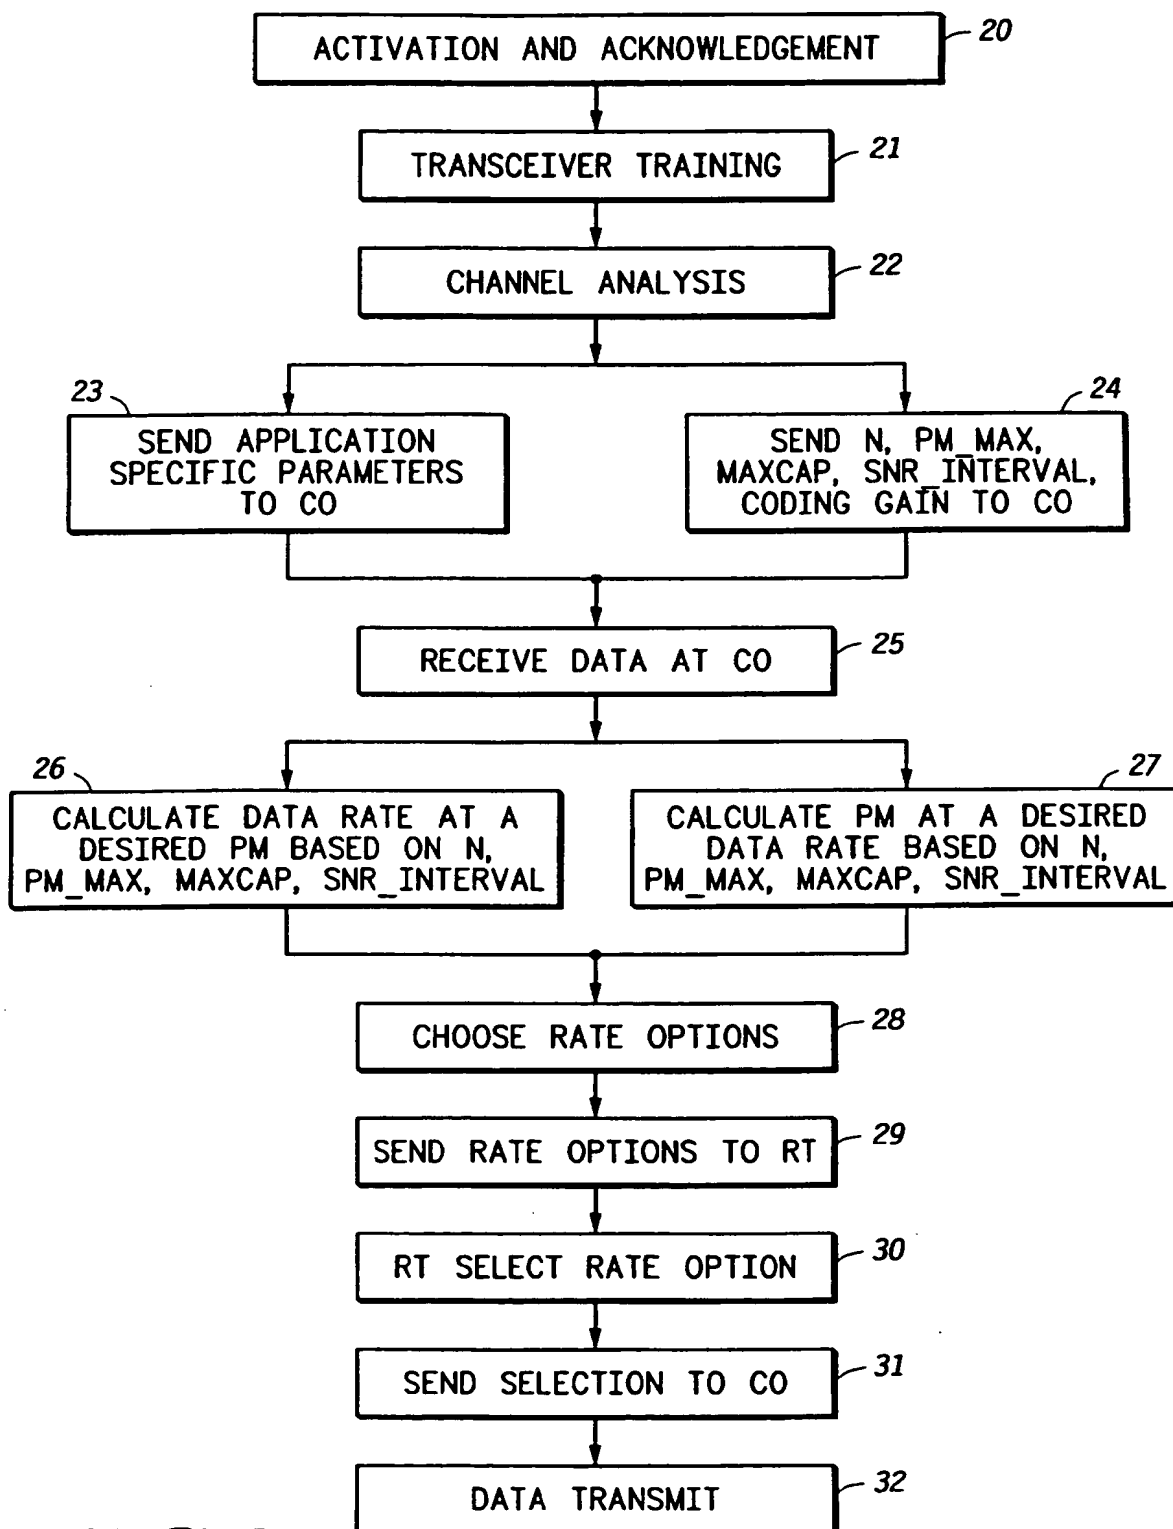 ACTIVATION AND ACKNOWLEDGEMENT
20
TRANSCEIVER TRAINING
21
CHANNEL ANALYSIS
22
23
SEND APPLICATION
SPECIFIC PARAMETERS
TO CO
24
SEND N, PM_MAX,
MAXCAP, SNR_INTERVAL,
CODING GAIN TO CO
RECEIVE DATA AT CO
25
26
CALCULATE DATA RATE AT A
DESIRED PM BASED ON N,
PM_MAX, MAXCAP, SNR_INTERVAL
27
CALCULATE PM AT A DESIRED
DATA RATE BASED ON N,
PM_MAX, MAXCAP, SNR_INTERVAL
CHOOSE RATE OPTIONS
28
SEND RATE OPTIONS TO RT
29
RT SELECT RATE OPTION
30
SEND SELECTION TO CO
31
DATA TRANSMIT
32